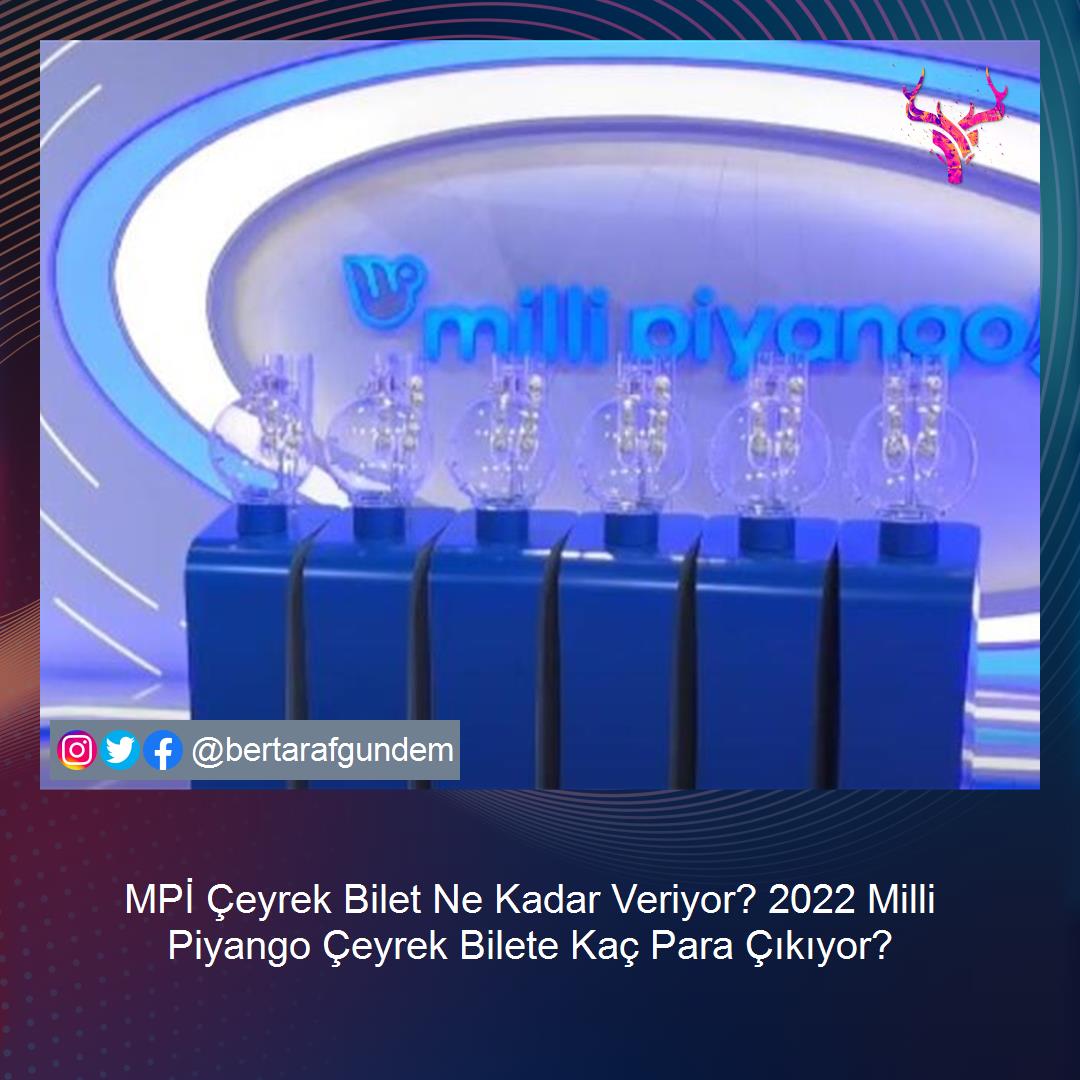 milli piyango
@bertarafgundem
MPİ Çeyrek Bilet Ne Kadar Veriyor? 2022 Milli
Piyango Çeyrek Bilete Kaç Para Çıkıyor?